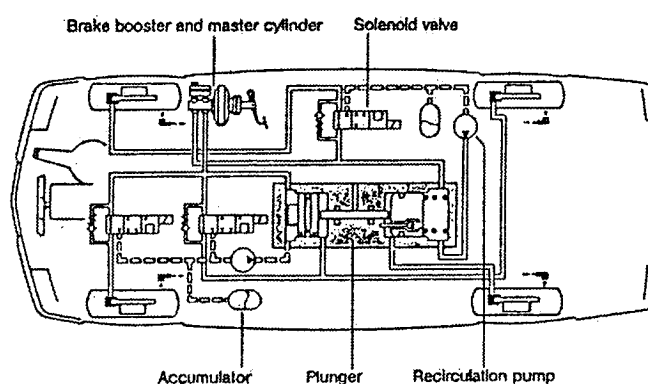 Brake booster and master cylinder
Solenoid valve
Accumulator
Plunger
Recirculation pump